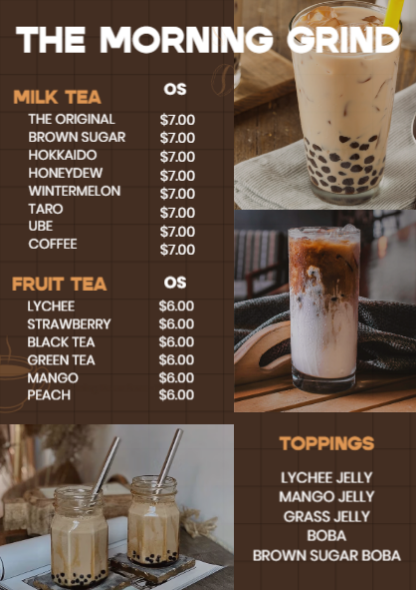 THE MORNING GRIND
MILK TEA OS
THE ORIGINAL $7.00
BROWN SUGAR $7.00
HOKKAIDO $7.00
HONEYDEW $7.00
WINTERMELON $7.00
TARO $7.00
UBE $7.00
COFFEE $7.00
FRUIT TEA OS
LYCHEE $6.00
STRAWBERRY $6.00
BLACK TEA $6.00
GREEN TEA $6.00
MANGO $6.00
PEACH $6.00
TOPPINGS
LYCHEE JELLY
MANGO JELLY
GRASS JELLY
BOBA
BROWN SUGAR BOBA